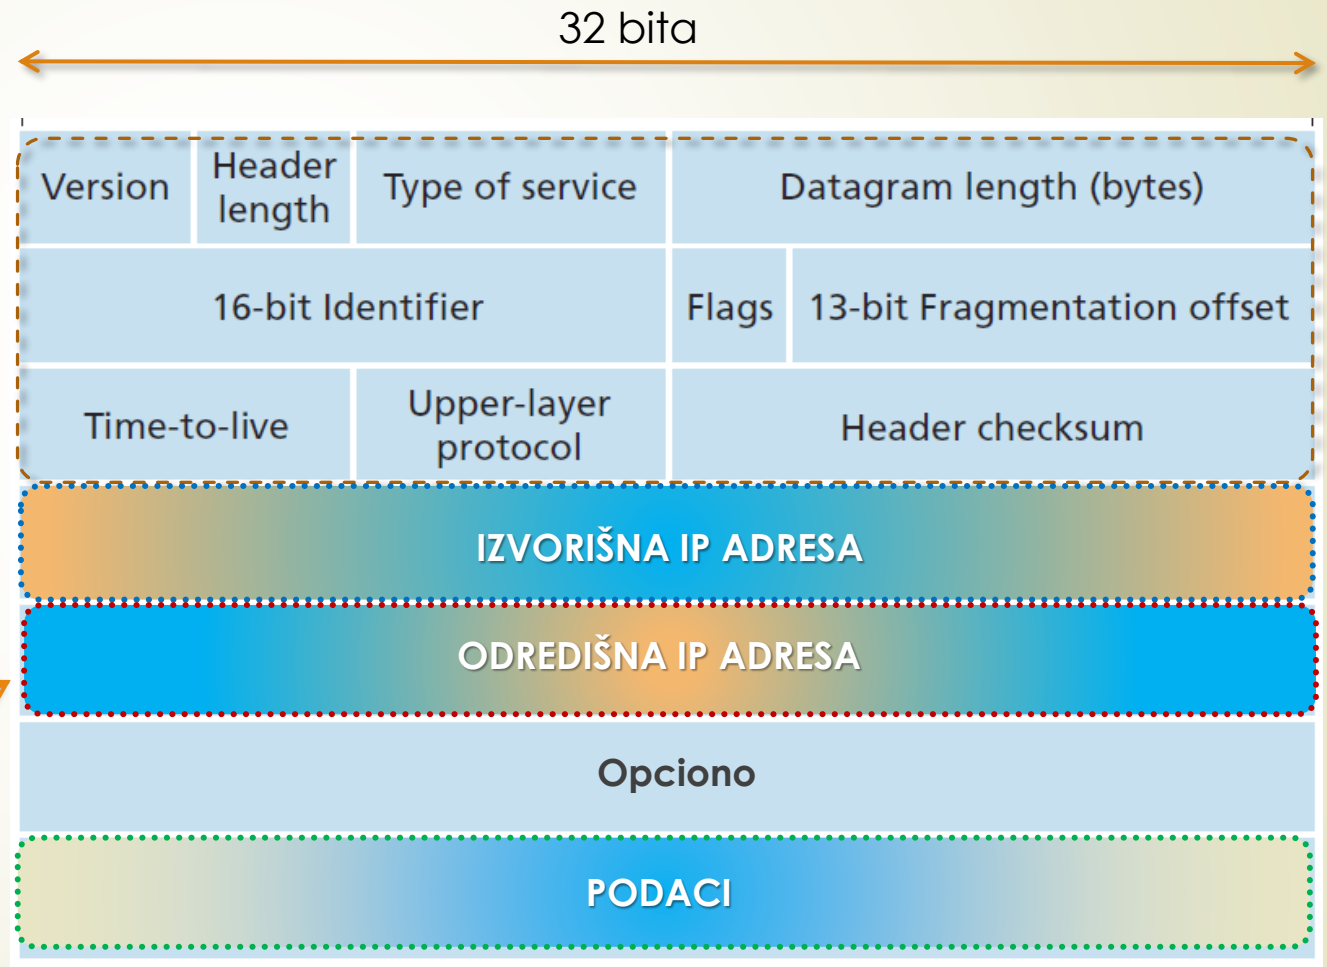 32 bita
Version
Header
length
Type of service
Datagram length (bytes)
16-bit Identifier
Flags
13-bit Fragmentation offset
Time-to-live
Upper-layer
protocol
Header checksum
IZVORIŠNA IP ADRESA
ODREDIŠNA IP ADRESA
Opciono
PODACI